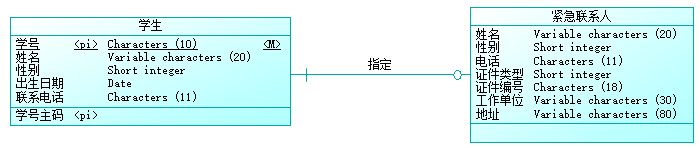 学生
学号 <pi> Characters (10) <M>
姓名 Variable characters (20)
性别 Short integer
出生日期 Date
联系电话 Characters (11)
学号主码 <pi>
指定
紧急联系人
姓名 Variable characters (20)
性别 Short integer
电话 Characters (11)
证件类型 Short integer
证件编号 Characters (18)
工作单位 Variable characters (30)
地址 Variable characters (80)